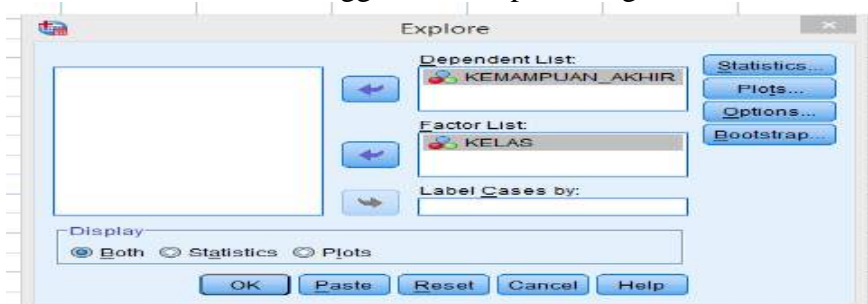 Explore
Dependent List:
KEMAMPUAN_AKHIR
Factor List:
KELAS
Label Cases by:
Statistics...
Plots...
Options...
Bootstrap...
Display
Both Statistics Plots
OK Paste Reset Cancel Help